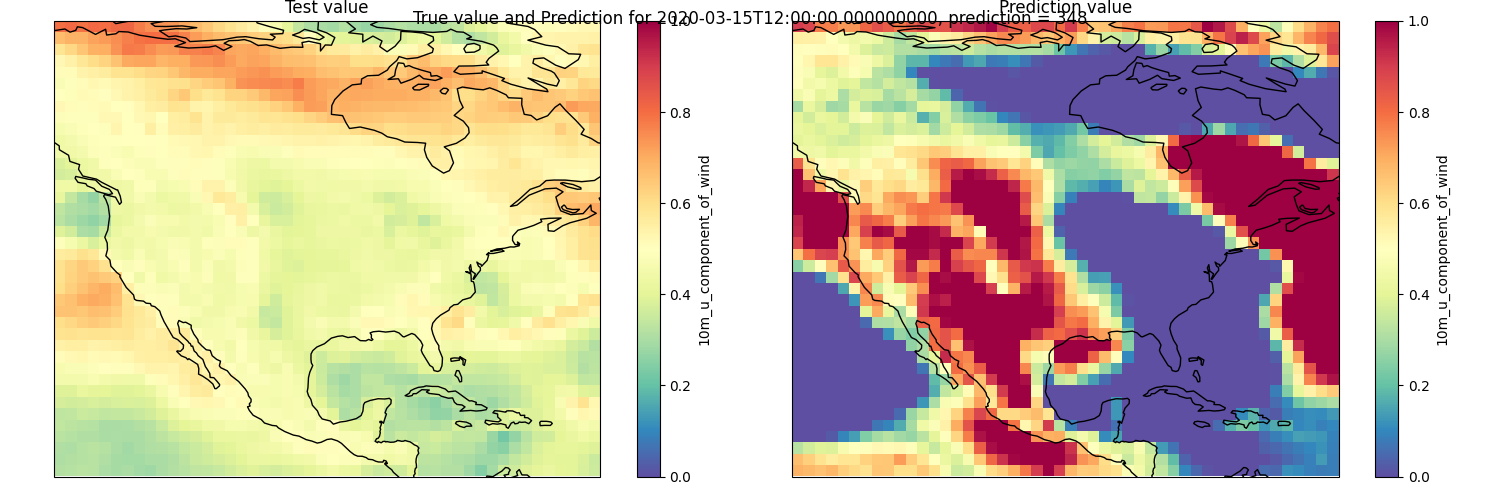 Test value
Prediction value
True value and Prediction for 2020-03-15T12:00:00.000000000, prediction = 348
1.0
0.8
0.6
0.4
0.2
0.0
10m_u_component_of_wind
1.0
0.8
0.6
0.4
0.2
0.0
10m_u_component_of_wind